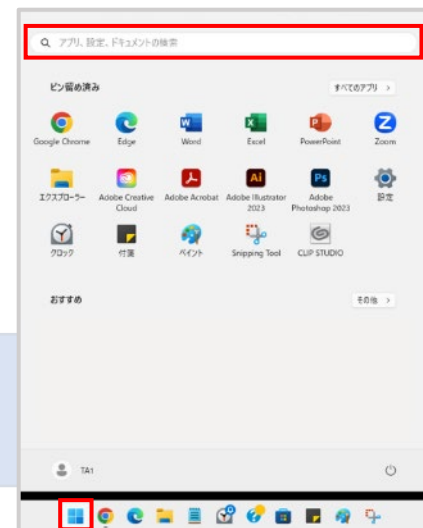 アプリ、設定、ドキュメントの検索
ピン留め済み
すべてのアプリ >
Google Chrome
Edge
Word
Excel
PowerPoint
Zoom
エクスプローラー
Adobe Creative
Cloud
Adobe Acrobat
Adobe Illustrator
2023
Adobe
Photoshop 2023
設定
クロック
付箋
ペイント
Snipping Tool
CLIP STUDIO
おすすめ
その他 >
TA1